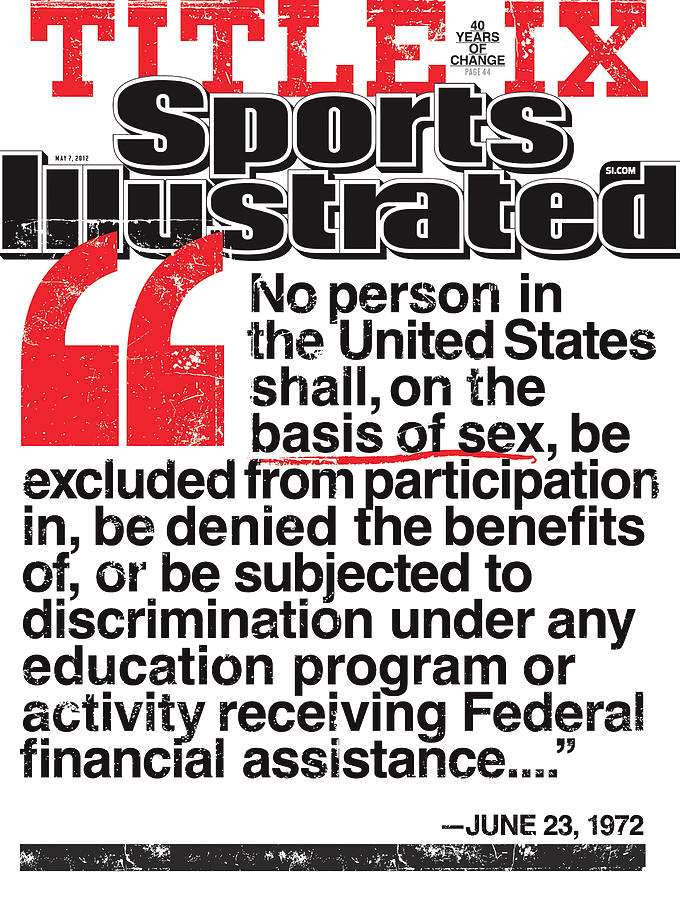 TITLE IX
40
YEARS
OF
CHANGE
PAGE 44
Sports
MAY 7, 2012
SI.COM
Illustrated
“No person in
the United States
shall, on the
basis of sex, be
excluded from participation
in, be denied the benefits
of, or be subjected to
discrimination under any
education program or
activity receiving Federal
financial assistance....”
—JUNE 23, 1972